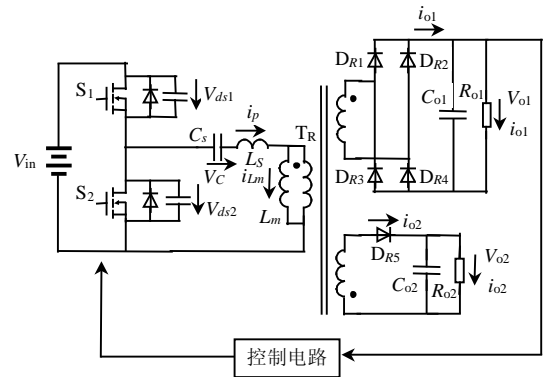 i_o1
D_R1
D_R2
S_1
V_ds1
C_o1
R_o1
V_o1
i_o1
C_s
i_p
T_R
V_in
V_C
L_S
i_Lm
D_R3
D_R4
S_2
V_ds2
L_m
i_o2
D_R5
V_o2
C_o2
R_o2
i_o2
控制电路